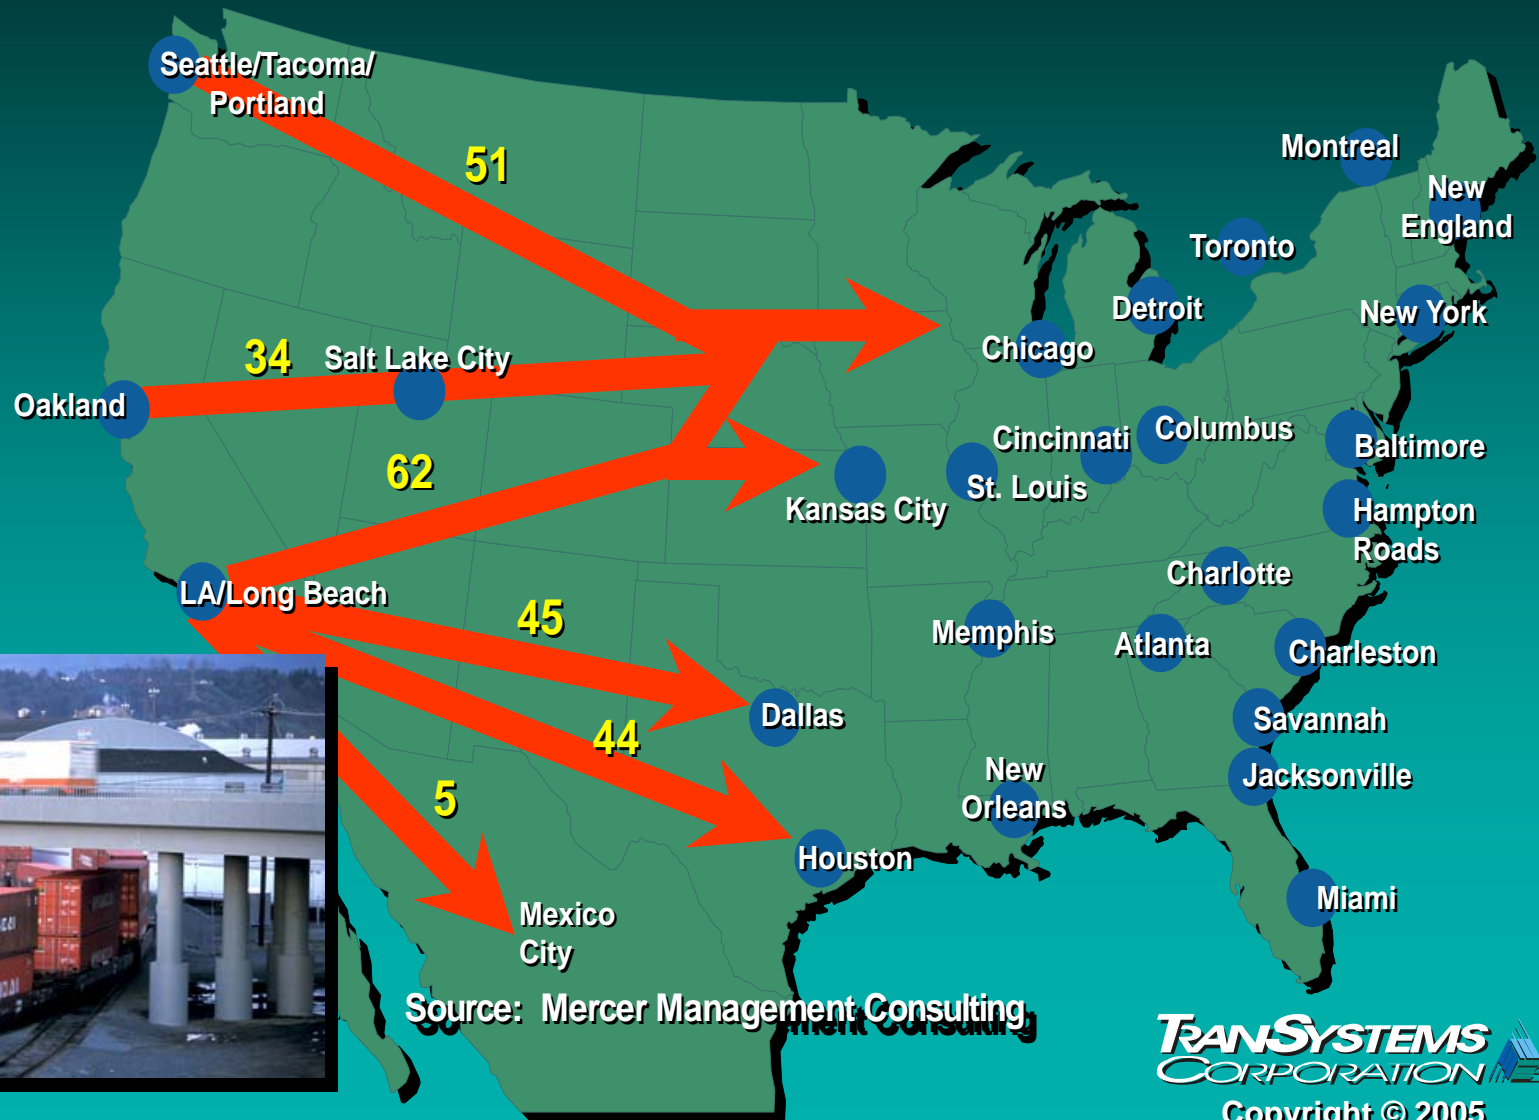 Seattle/Tacoma/
Portland
51
Montreal
New
England
Toronto
Detroit
New York
34
Salt Lake City
Chicago
Oakland
62
Cincinnati
Columbus
Baltimore
St. Louis
Kansas City
Hampton
Roads
LA/Long Beach
45
Charlotte
Memphis
Atlanta
Charleston
Dallas
Savannah
44
5
New
Orleans
Jacksonville
Houston
Mexico
City
Miami
Source: Mercer Management Consulting
TRANSYSTEMS
CORPORATION
Copyright © 2005